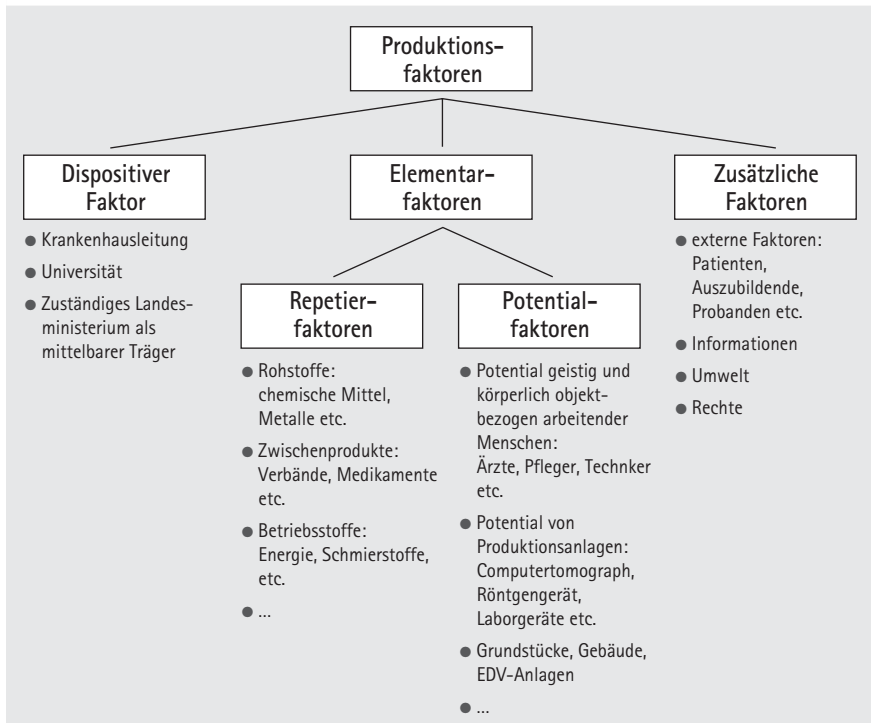 Produktions-
faktoren
Dispositiver
Faktor
● Krankenhausleitung
● Universität
● Zuständiges Landes-
ministerium als
mittelbarer Träger
Elementar-
faktoren
Repetier-
faktoren
● Rohstoffe:
chemische Mittel,
Metalle etc.
● Zwischenprodukte:
Verbände, Medikamente
etc.
● Betriebsstoffe:
Energie, Schmierstoffe,
etc.
● ...
Potential-
faktoren
● Potential geistig und
körperlich objekt-
bezogen arbeitender
Menschen:
Ärzte, Pfleger, Technker
etc.
● Potential von
Produktionsanlagen:
Computertomograph,
Röntgengerät,
Laborgeräte etc.
● Grundstücke, Gebäude,
EDV-Anlagen
● ...
Zusätzliche
Faktoren
● externe Faktoren:
Patienten,
Auszubildende,
Probanden etc.
● Informationen
● Umwelt
● Rechte